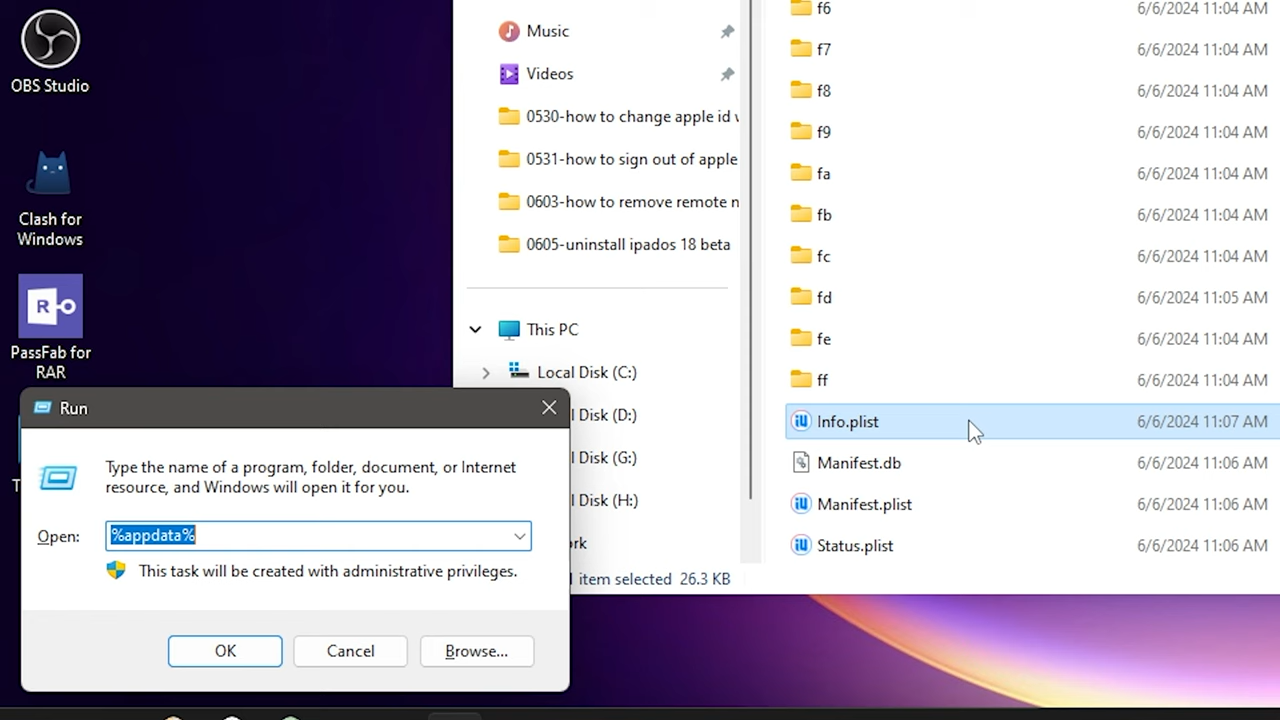 OBS Studio
Clash for
Windows
PassFab for
RAR
Music
Videos
0530-how to change apple id
0531-how to sign out of apple
0603-how to remove remote
0605-uninstall ipados 18 beta
This PC
Local Disk (C:)
l Disk (D:)
l Disk (G:)
l Disk (H:)
f6 6/6/2024 11:04 AM
f7 6/6/2024 11:04 AM
f8 6/6/2024 11:04 AM
f9 6/6/2024 11:04 AM
fa 6/6/2024 11:04 AM
fb 6/6/2024 11:04 AM
fc 6/6/2024 11:04 AM
fd 6/6/2024 11:05 AM
fe 6/6/2024 11:04 AM
ff 6/6/2024 11:04 AM
Info.plist 6/6/2024 11:07 AM
Manifest.db 6/6/2024 11:06 AM
Manifest.plist 6/6/2024 11:06 AM
Status.plist 6/6/2024 11:06 AM
1 item selected 26.3 KB
Run
Type the name of a program, folder, document, or Internet
resource, and Windows will open it for you.
Open: %appdata%
This task will be created with administrative privileges.
OK Cancel Browse...